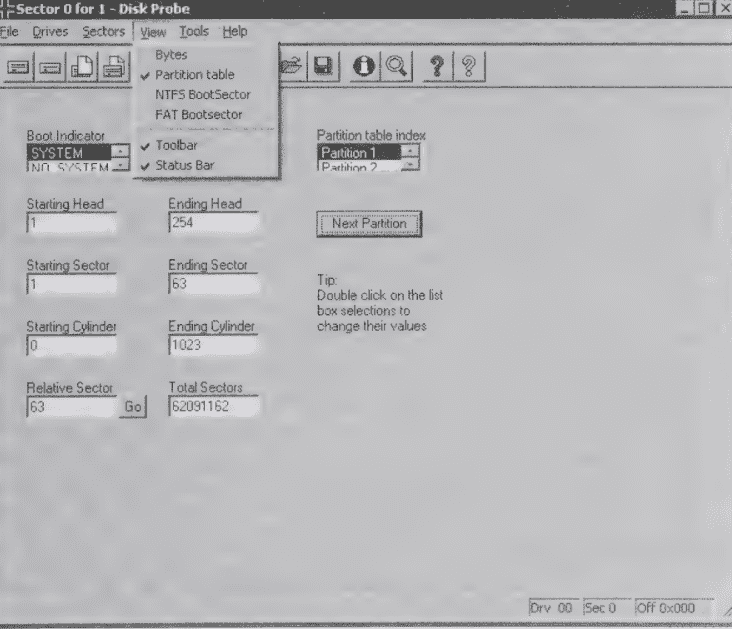 Sector 0 for 1 - Disk Probe
File Drives Sectors View Tools Help
Bytes
Partition table
NTFS BootSector
FAT Bootsector
Toolbar
Status Bar
Boot Indicator
SYSTEM
NO SYSTEM
Partition table index
Partition 1
Partition 2
Starting Head
1
Ending Head
254
Next Partition
Starting Sector
1
Ending Sector
63
Tip:
Double click on the list
box selections to
change their values
Starting Cylinder
0
Ending Cylinder
1023
Relative Sector
63
Go
Total Sectors
62091162
Drv 00
Sec 0
Off 0x000